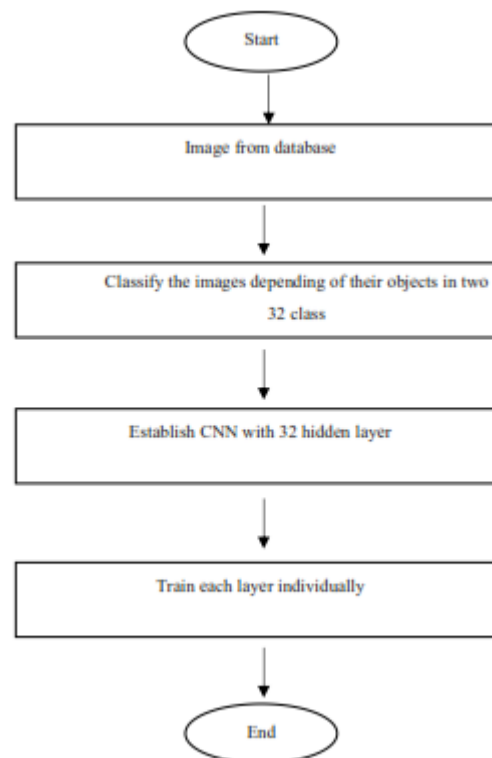 Start
Image from database
Classify the images depending of their objects in two
32 class
Establish CNN with 32 hidden layer
Train each layer individually
End